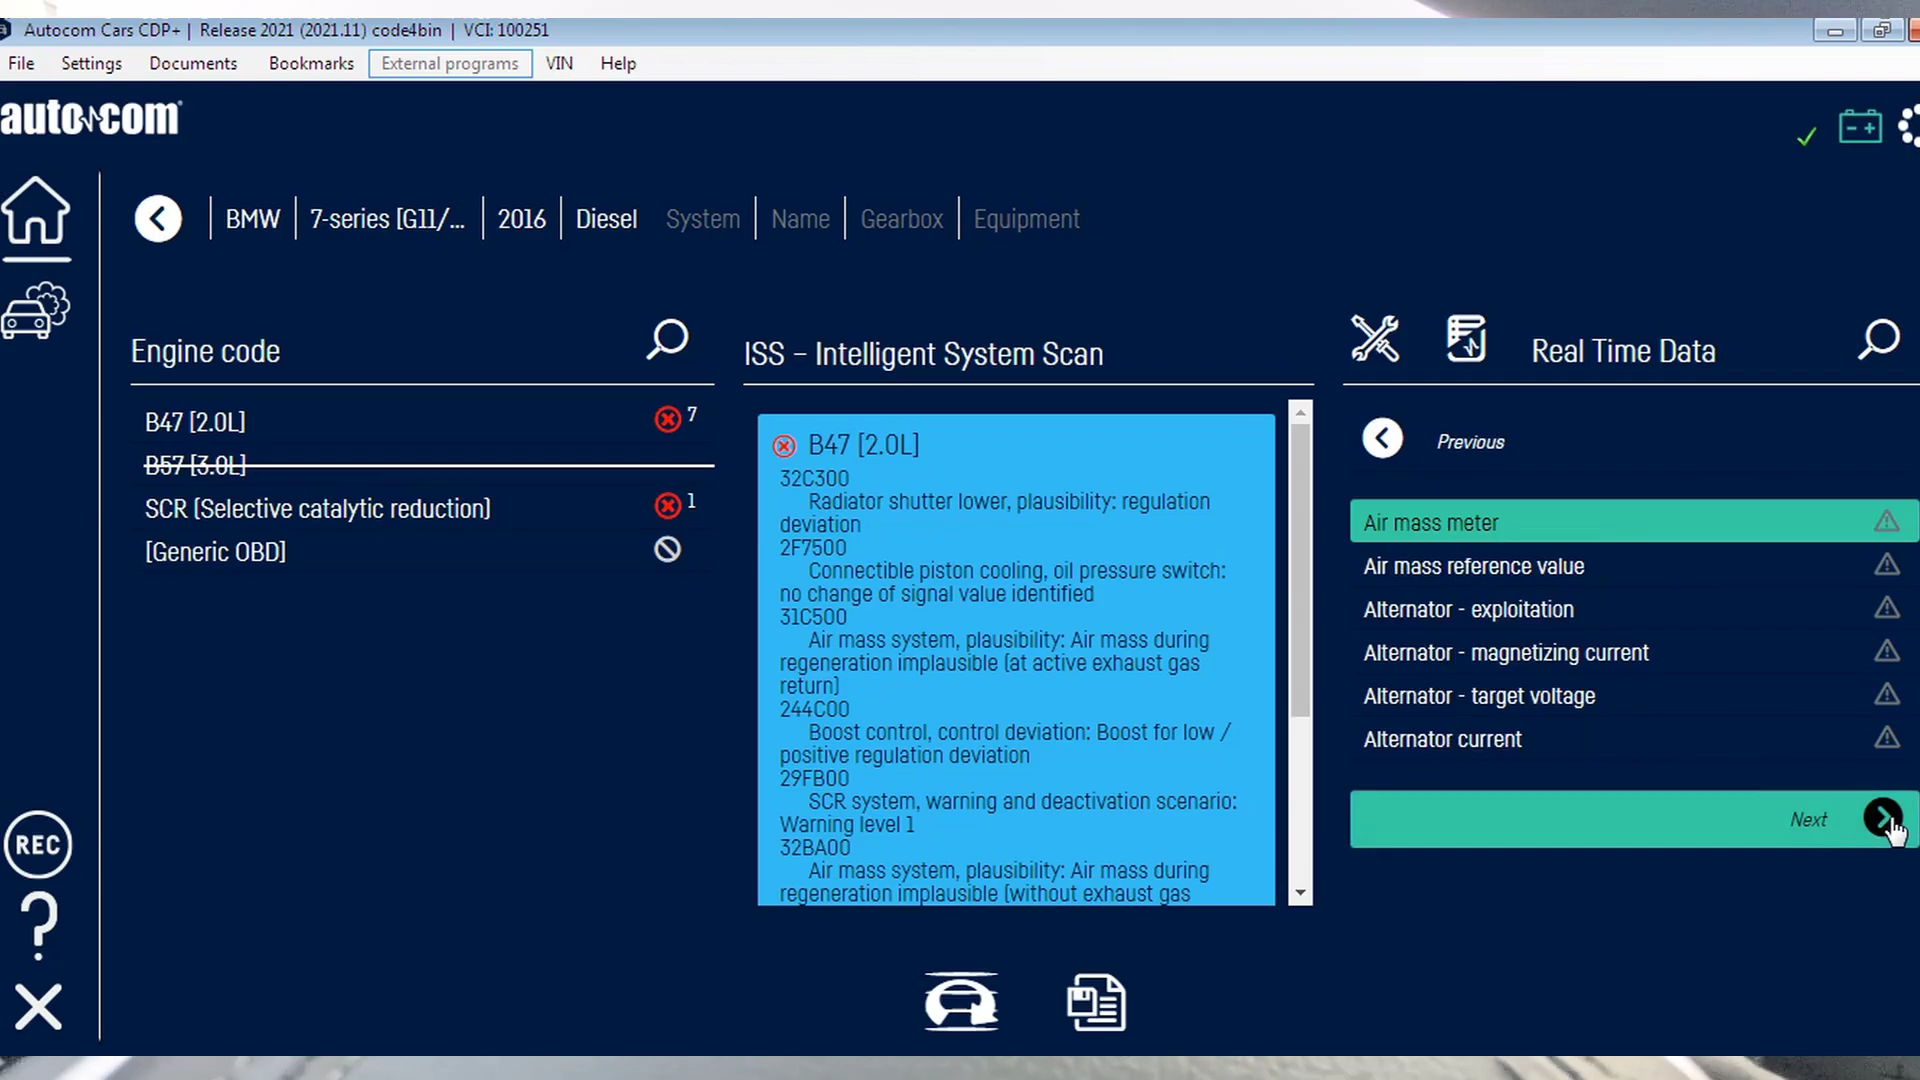 Autocom Cars CDP+ | Release 2021 (2021.11) code4bin | VCI: 100251
File Settings Documents Bookmarks External programs VIN Help
autocom
BMW 7-series [G11/... 2016 Diesel System Name Gearbox Equipment
Engine code
B47 [2.0L] 7
B57 [3.0L]
SCR (Selective catalytic reduction) 1
[Generic OBD]
ISS – Intelligent System Scan
B47 [2.0L]
32C300
Radiator shutter lower, plausibility: regulation
deviation
2F7500
Connectible piston cooling, oil pressure switch:
no change of signal value identified
31C500
Air mass system, plausibility: Air mass during
regeneration implausible (at active exhaust gas
return)
244C00
Boost control, control deviation: Boost for low /
positive regulation deviation
29FB00
SCR system, warning and deactivation scenario:
Warning level 1
32BA00
Air mass system, plausibility: Air mass during
regeneration implausible (without exhaust gas
Real Time Data
Previous
Air mass meter
Air mass reference value
Alternator - exploitation
Alternator - magnetizing current
Alternator - target voltage
Alternator current
Next
REC